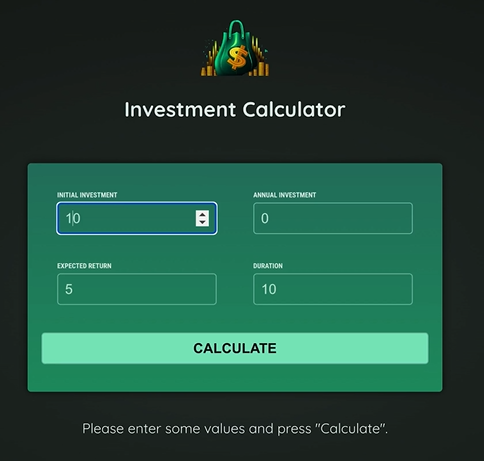 $
Investment Calculator
INITIAL INVESTMENT ANNUAL INVESTMENT
10 0
EXPECTED RETURN DURATION
5 10
CALCULATE
Please enter some values and press "Calculate".